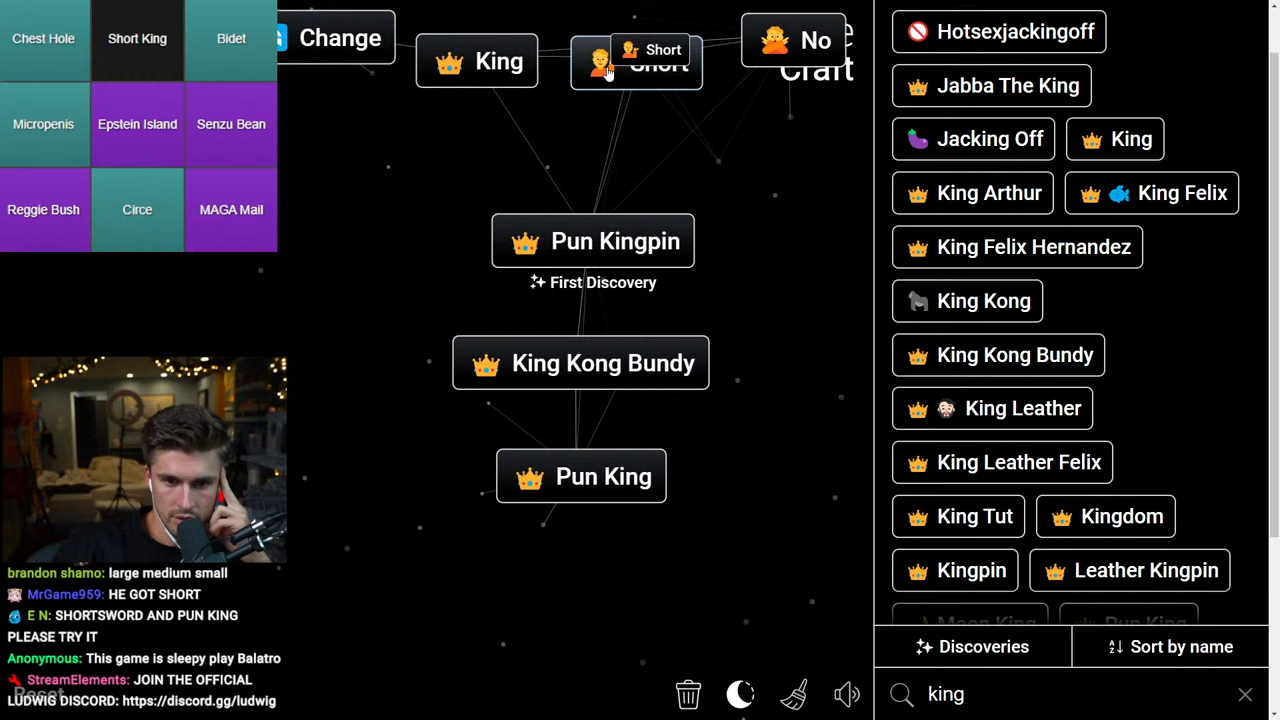 Chest Hole
Short King
Bidet
Micropenis
Epstein Island
Senzu Bean
Reggie Bush
Circe
MAGA Mail
Change
King
Short
No
Craft
Pun Kingpin
First Discovery
King Kong Bundy
Pun King
Hotsexjackingoff
Jabba The King
Jacking Off
King
King Arthur
King Felix
King Felix Hernandez
King Kong
King Kong Bundy
King Leather
King Leather Felix
King Tut
Kingdom
Kingpin
Leather Kingpin
Moon King
Pun King
Discoveries
Sort by name
king
brandon shamo: large medium small
MrGame959: HE GOT SHORT
E N: SHORTSWORD AND PUN KING
PLEASE TRY IT
Anonymous: This game is sleepy play Balatro
StreamElements: JOIN THE OFFICIAL
LUDWIG DISCORD: https://discord.gg/ludwig
Reset